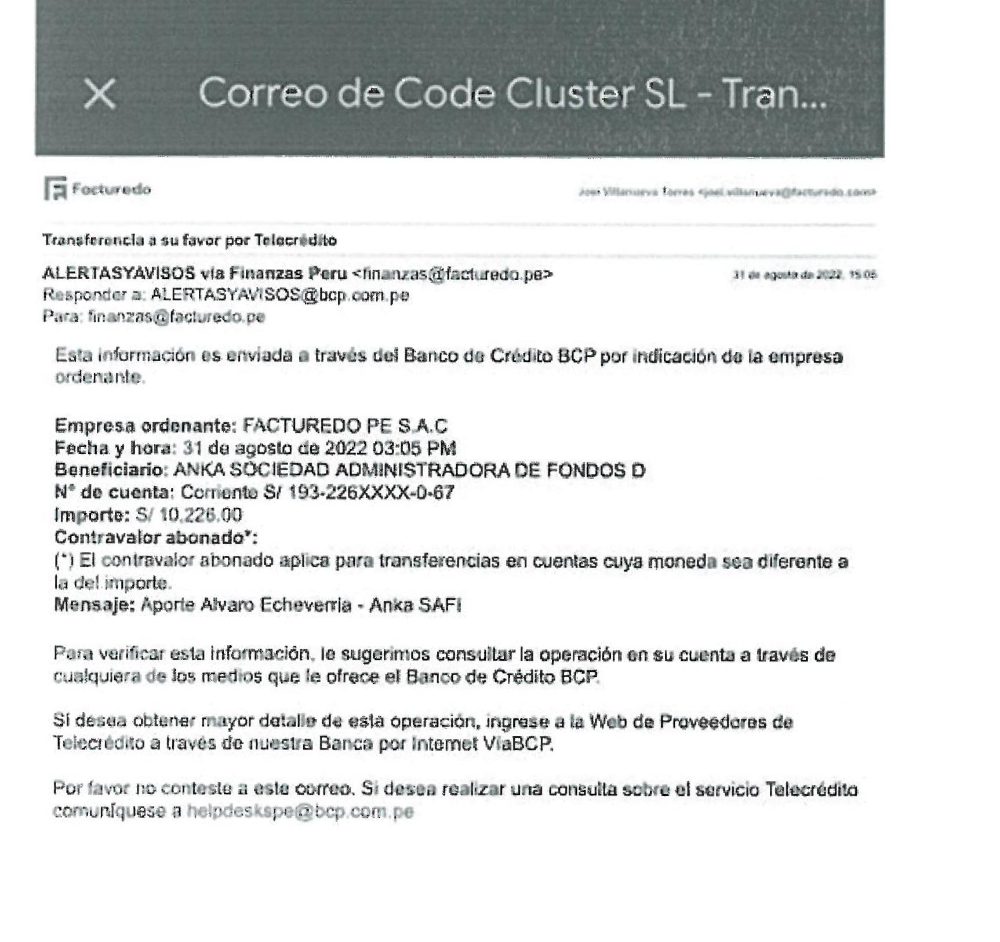 Correo de Code Cluster SL - Tran...
Facturedo
Joel Villanueva Torres <joel.villanueva@facturedo.com>
Transferencia a su favor por Telecrédito
ALERTASYAVISOS via Finanzas Peru <finanzas@facturedo.pe>
31 de agosto de 2022, 15:05
Responder a: ALERTASYAVISOS@bcp.com.pe
Para: finanzas@facturedo.pe
Esta información es enviada a través del Banco de Crédito BCP por indicación de la empresa
ordenante.
Empresa ordenante: FACTUREDO PE S.A.C
Fecha y hora: 31 de agosto de 2022 03:05 PM
Beneficiario: ANKA SOCIEDAD ADMINISTRADORA DE FONDOS D
N° de cuenta: Corriente S/ 193-226XXXX-0-67
Importe: S/ 10,226.00
Contravalor abonado*:
(*) El contravalor abonado aplica para transferencias en cuentas cuya moneda sea diferente a
la del importe.
Mensaje: Aporte Alvaro Echeverria - Anka SAFI
Para verificar esta información, le sugerimos consultar la operación en su cuenta a través de
cualquiera de los medios que le ofrece el Banco de Crédito BCP.
Si desea obtener mayor detalle de esta operación, ingrese a la Web de Proveedores de
Telecrédito a través de nuestra Banca por Internet ViaBCP.
Por favor no conteste a este correo. Si desea realizar una consulta sobre el servicio Telecrédito
comuníquese a helpdeskspe@bcp.com.pe